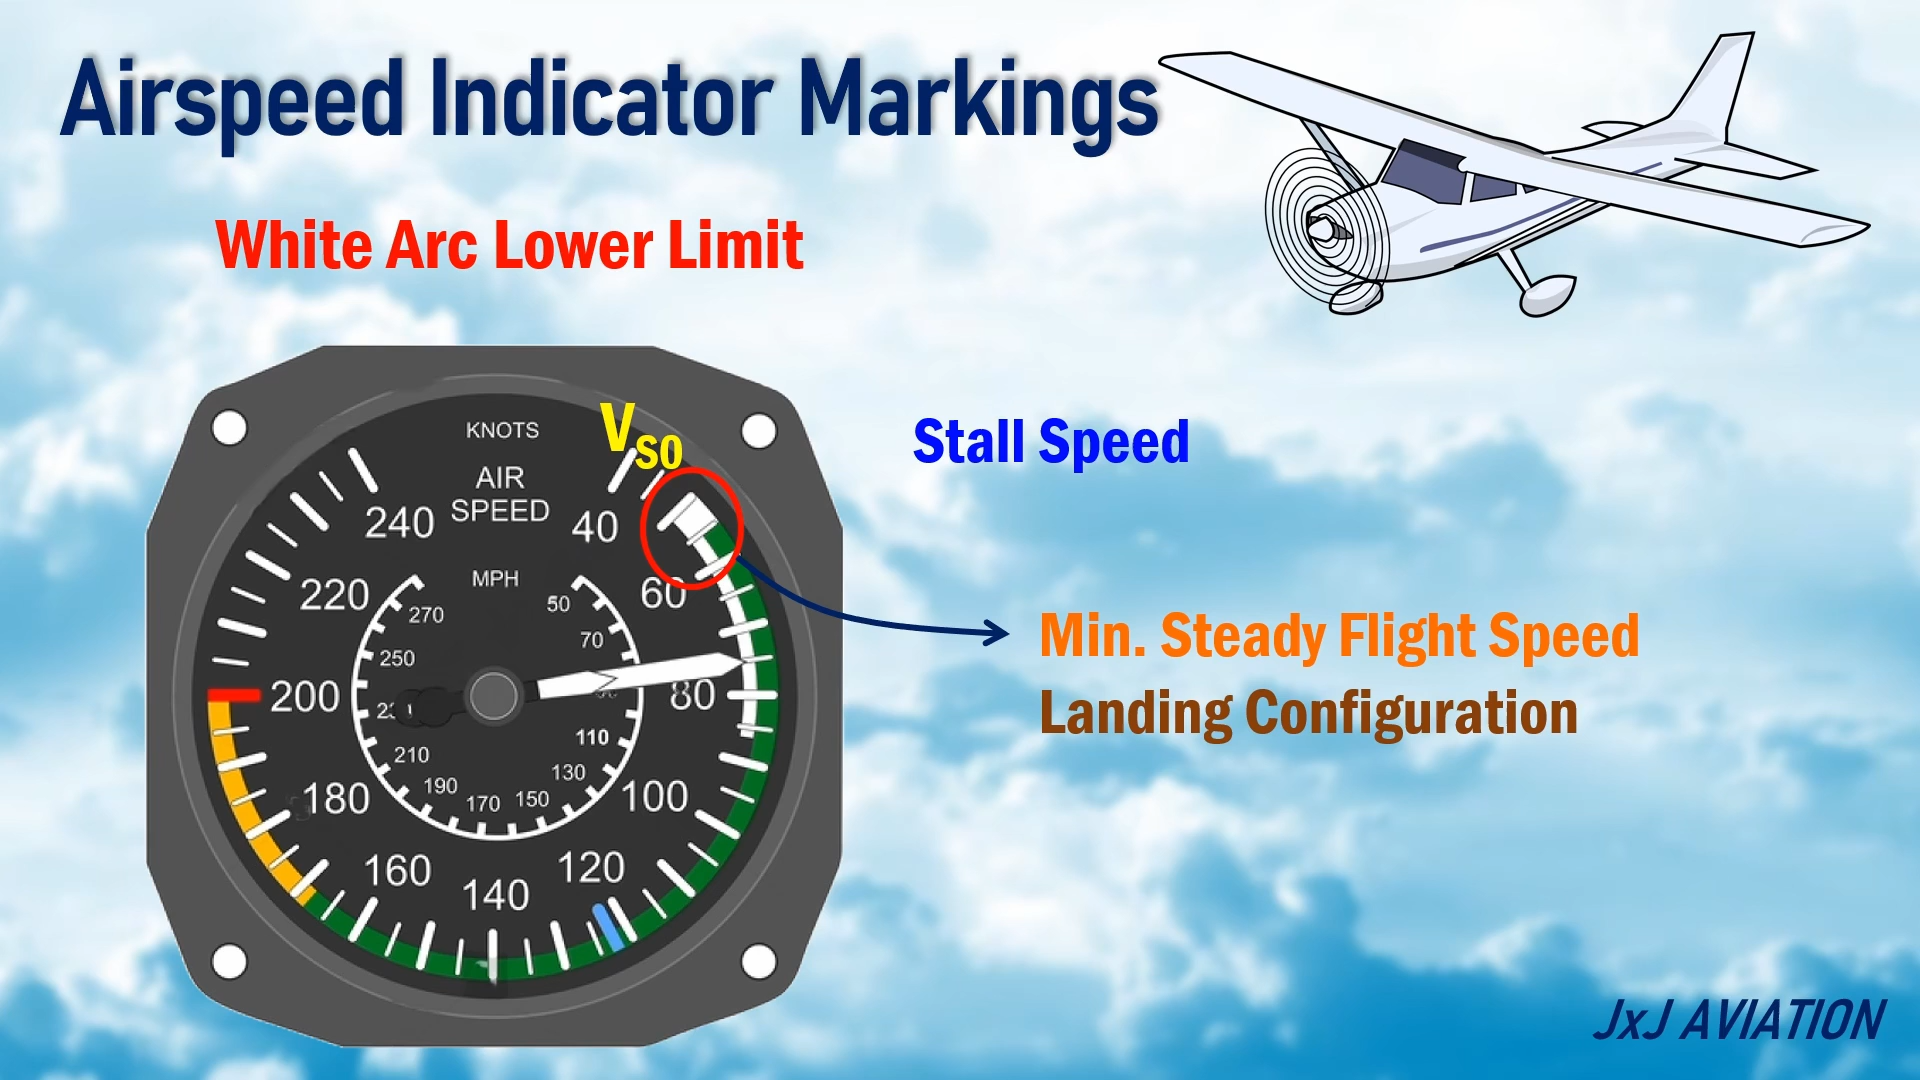 Airspeed Indicator Markings
White Arc Lower Limit
KNOTS
AIR
SPEED
VS0
Stall Speed
240
40
MPH
220
270
50
60
70
250
Min. Steady Flight Speed
Landing Configuration
200
80
110
210
130
180
190
170
150
100
160
140
120
JxJ AVIATION